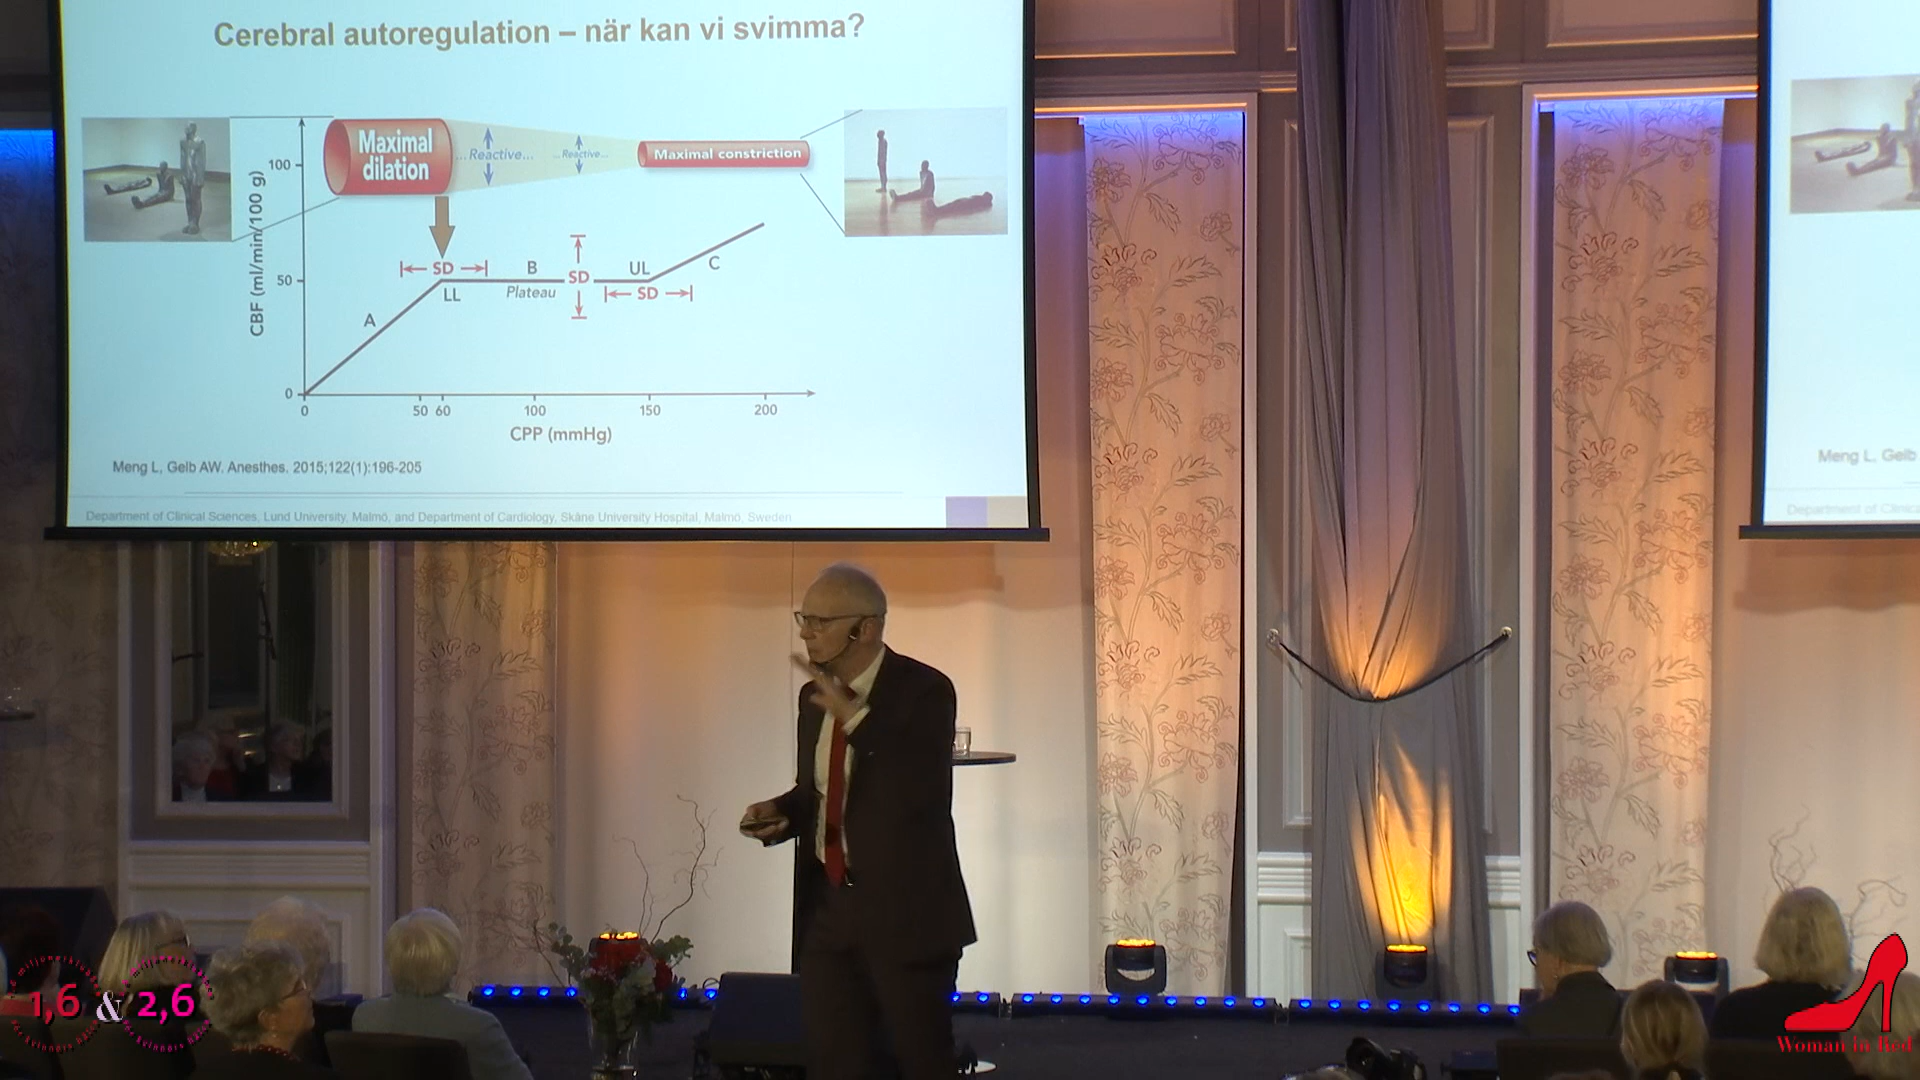 Cerebral autoregulation – när kan vi svimma?
Maximal
dilation
...Reactive...
...Reactive...
Maximal constriction
CBF (ml/min/100 g)
100
50
0
SD
LL
A
B
Plateau
SD
UL
SD
C
0
50
60
100
150
200
CPP (mmHg)
Meng L, Gelb AW. Anesthes. 2015;122(1):196-205
Department of Clinical Sciences, Lund University, Malmö, and Department of Cardiology, Skåne University Hospital, Malmö, Sweden
Meng L, Gelb
Department of Clinica
1,6 & 2,6
Woman in Red